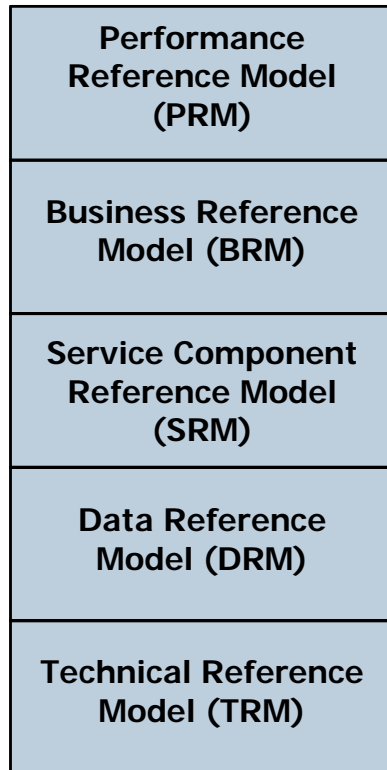 Performance
Reference Model
(PRM)
Business Reference
Model (BRM)
Service Component
Reference Model
(SRM)
Data Reference
Model (DRM)
Technical Reference
Model (TRM)